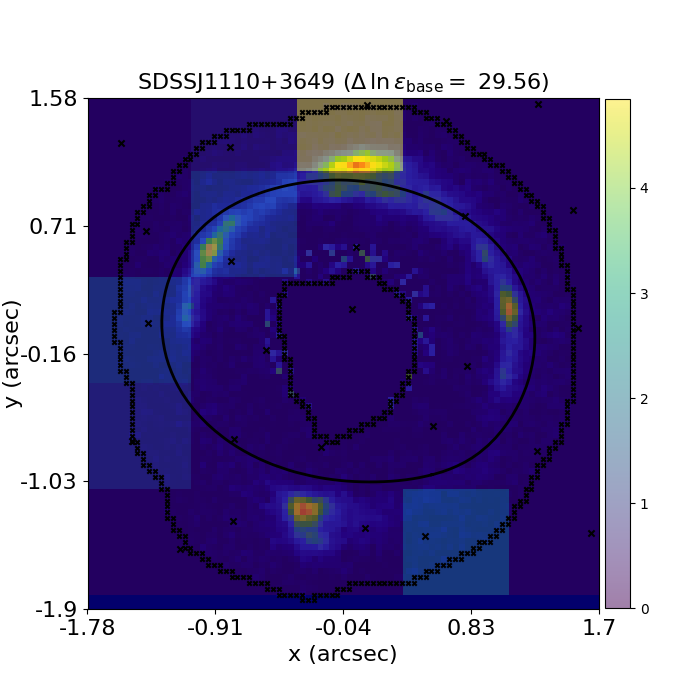 SDSSJ1110+3649 (Δ ln ε_base = 29.56)
1.58
0.71
-0.16
-1.03
-1.9
y (arcsec)
-1.78 -0.91 -0.04 0.83 1.7
x (arcsec)
4
3
2
1
0